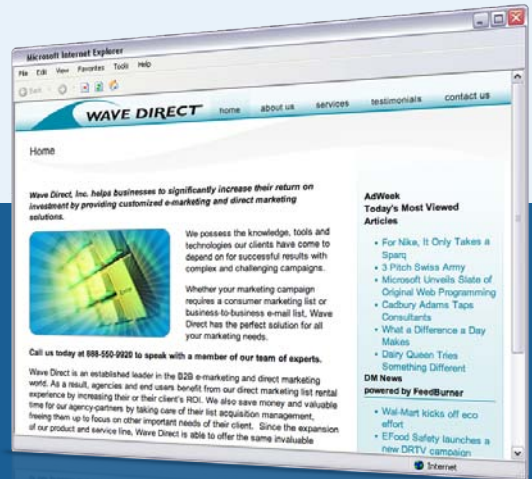 Microsoft Internet Explorer
File Edit View Favorites Tools Help
Back
WAVE DIRECT
home about us services testimonials contact us
Home
Wave Direct, Inc. helps businesses to significantly increase their return on
investment by providing customized e-marketing and direct marketing
solutions.
We possess the knowledge, tools and
technologies our clients have come to
depend on for successful results with
complex and challenging campaigns.
Whether your marketing campaign
requires a consumer marketing list or
business-to-business e-mail list, Wave
Direct has the perfect solution for all
your marketing needs.
Call us today at 888-550-9920 to speak with a member of our team of experts.
Wave Direct is an established leader in the B2B e-marketing and direct marketing
world. As a result, agencies and end users benefit from our direct marketing list rental
experience by increasing their or their client's ROI. We also save money and valuable
time for our agency-partners by taking care of their list acquisition management,
freeing them up to focus on other important needs of their client. Since the expansion
of our product and service line, Wave Direct is able to offer the same invaluable
AdWeek
Today's Most Viewed
Articles
For Nike, It Only Takes a
Sparq
3 Pitch Swiss Army
Microsoft Unveils Slate of
Original Web Programming
Cadbury Adams Taps
Consultants
What a Difference a Day
Makes
Dairy Queen Tries
Something Different
DM News
powered by FeedBurner
Wal-Mart kicks off eco
effort
EFood Safety launches a
new DRTV campaign
Internet